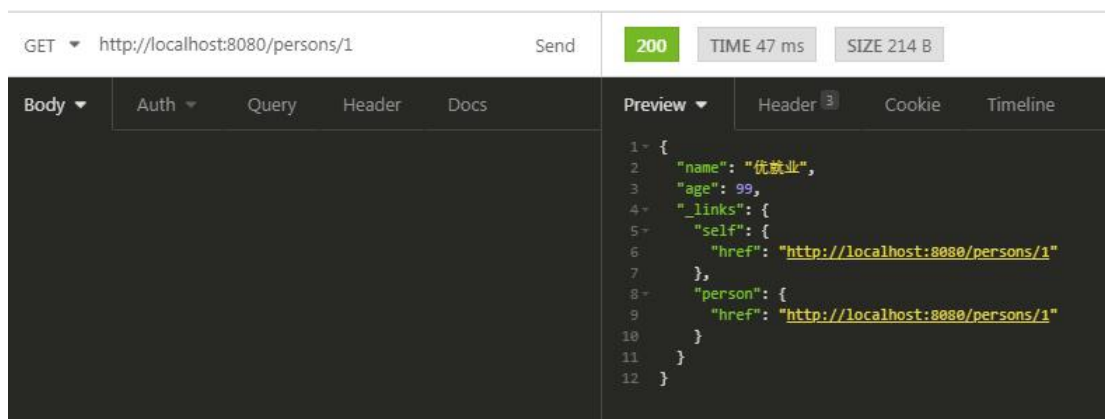 GET http://localhost:8080/persons/1 Send 200 TIME 47 ms SIZE 214 B
Body Auth Query Header Docs Preview Header 3 Cookie Timeline
1 {
2 "name": "优就业",
3 "age": 99,
4 "_links": {
5 "self": {
6 "href": "http://localhost:8080/persons/1"
7 },
8 "person": {
9 "href": "http://localhost:8080/persons/1"
10 }
11 }
12 }